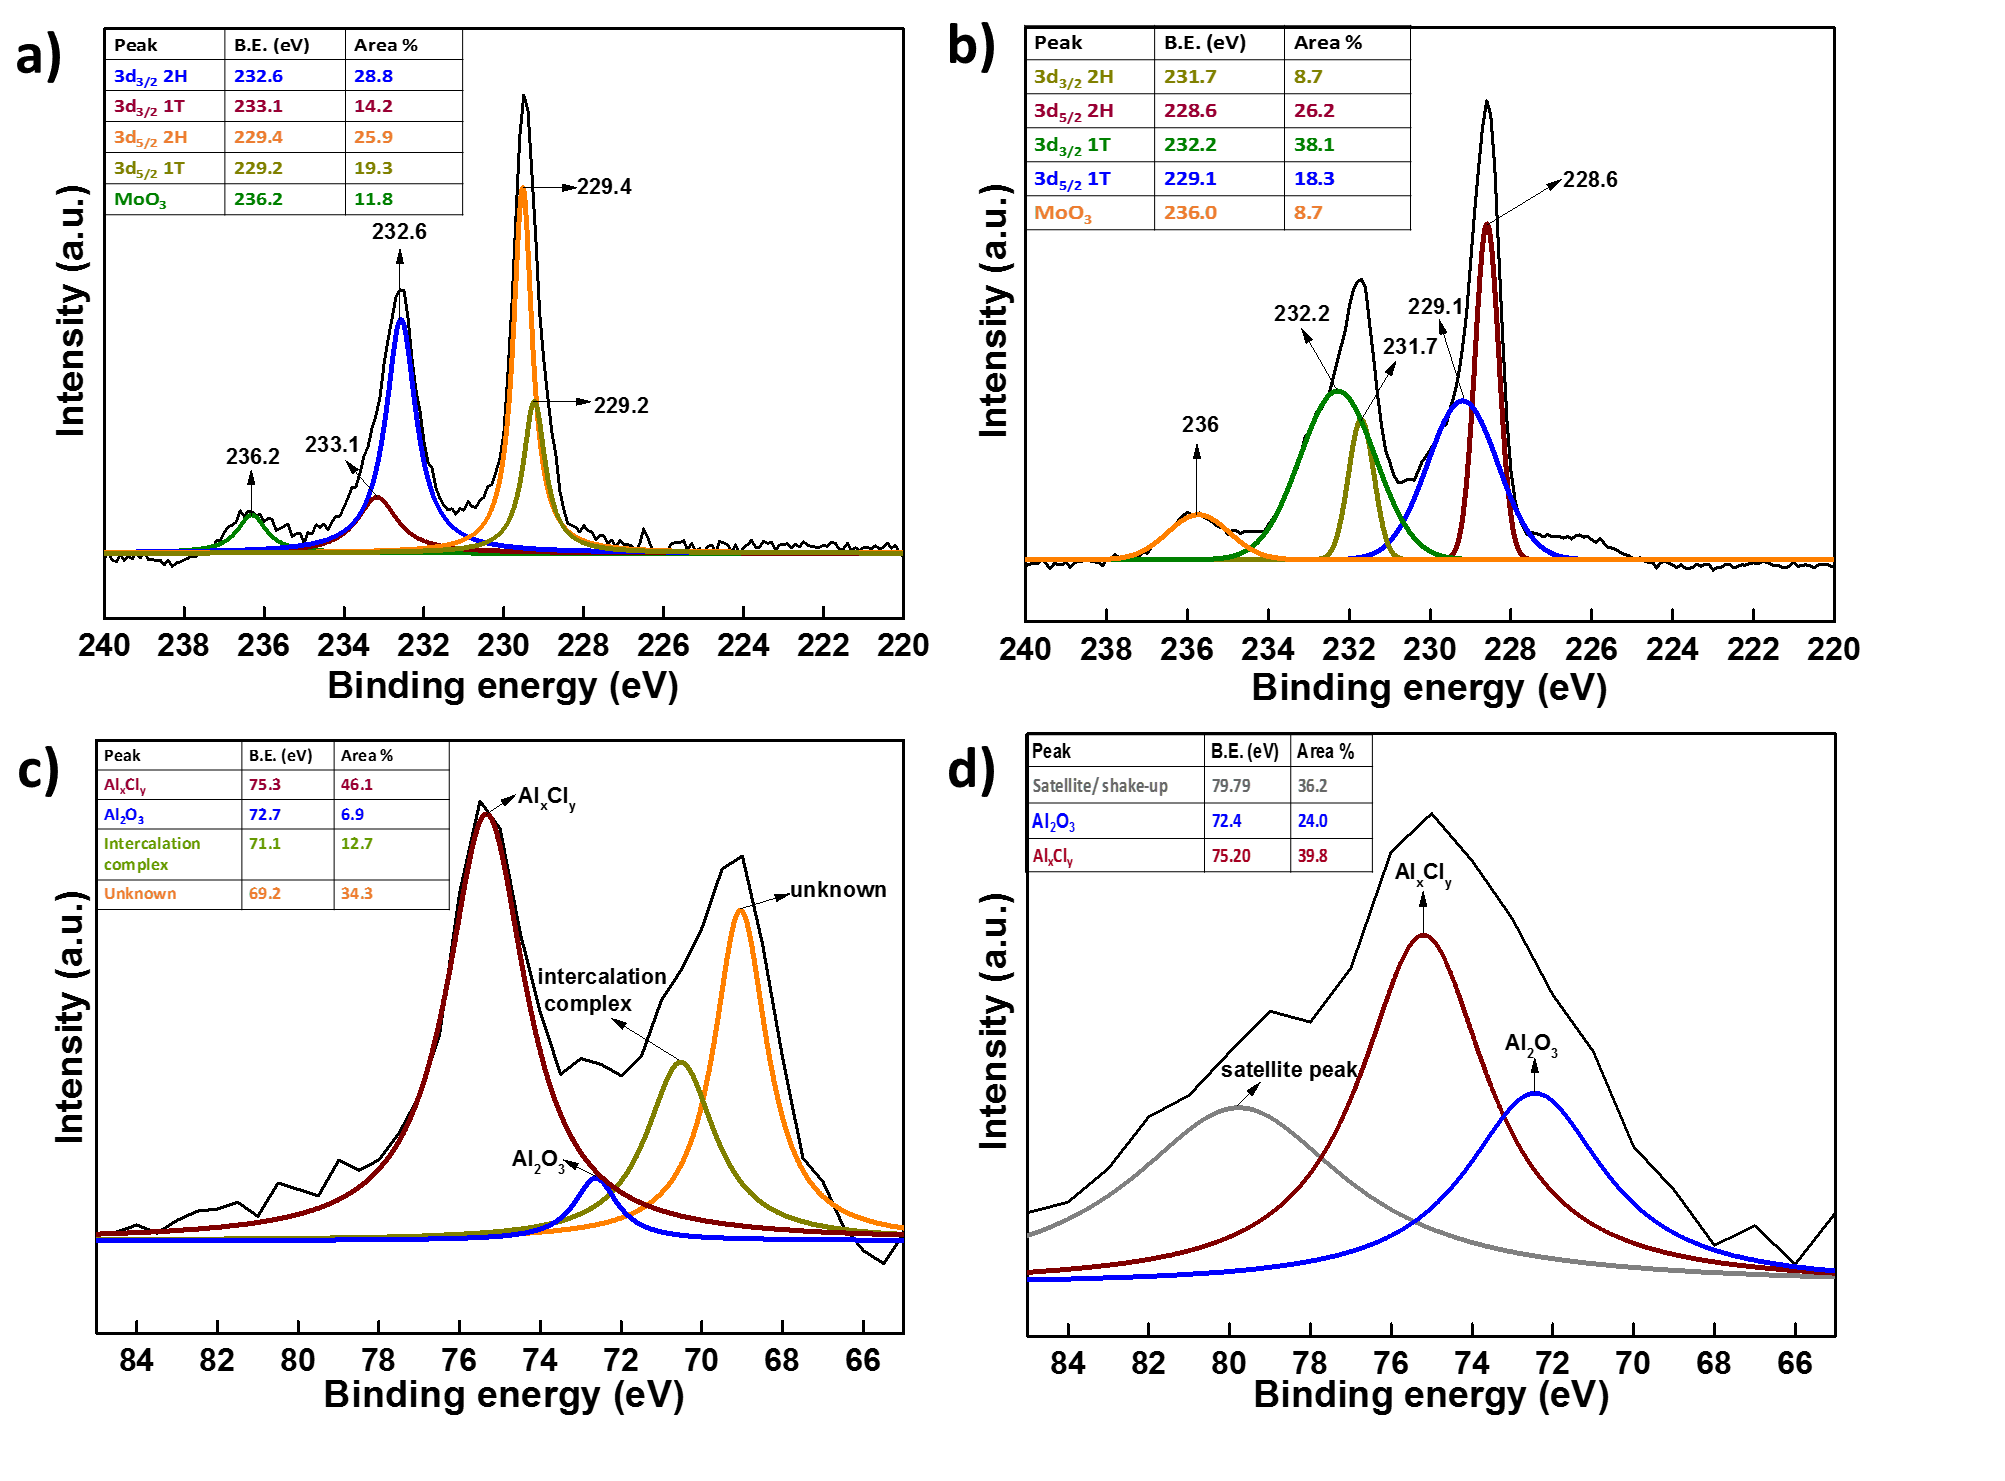 a)
Peak B.E. (eV) Area %
3d3/2 2H 232.6 28.8
3d3/2 1T 233.1 14.2
3d5/2 2H 229.4 25.9
3d5/2 1T 229.2 19.3
MoO3 236.2 11.8
229.4
232.6
229.2
233.1
236.2
Intensity (a.u.)
240 238 236 234 232 230 228 226 224 222 220
Binding energy (eV)
b)
Peak B.E. (eV) Area %
3d3/2 2H 231.7 8.7
3d5/2 2H 228.6 26.2
3d3/2 1T 232.2 38.1
3d5/2 1T 229.1 18.3
MoO3 236.0 8.7
228.6
232.2
229.1
231.7
236
Intensity (a.u.)
240 238 236 234 232 230 228 226 224 222 220
Binding energy (eV)
c)
Peak B.E. (eV) Area %
AlxCly 75.3 46.1
Al2O3 72.7 6.9
Intercalation complex 71.1 12.7
Unknown 69.2 34.3
AlxCly
unknown
intercalation
complex
Al2O3
Intensity (a.u.)
84 82 80 78 76 74 72 70 68 66
Binding energy (eV)
d)
Peak B.E. (eV) Area %
Satellite/ shake-up 79.79 36.2
Al2O3 72.4 24.0
AlxCly 75.20 39.8
AlxCly
Al2O3
satellite peak
Intensity (a.u.)
84 82 80 78 76 74 72 70 68 66
Binding energy (eV)